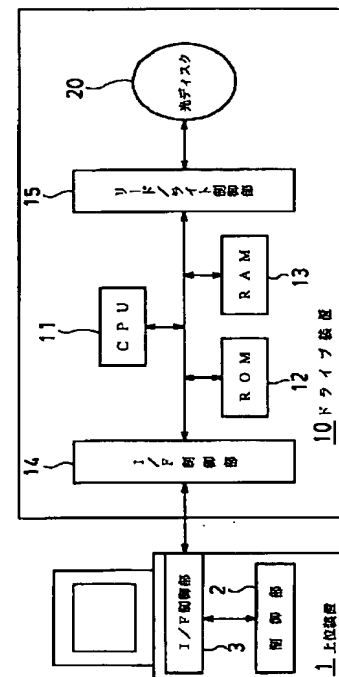 20
光ディスク
15
リード/ライト制御部
11
CPU
RAM
13
ROM
12
14
I/F制御部
10 ドライブ装置
I/F制御部
3
2
制御部
1 上位装置